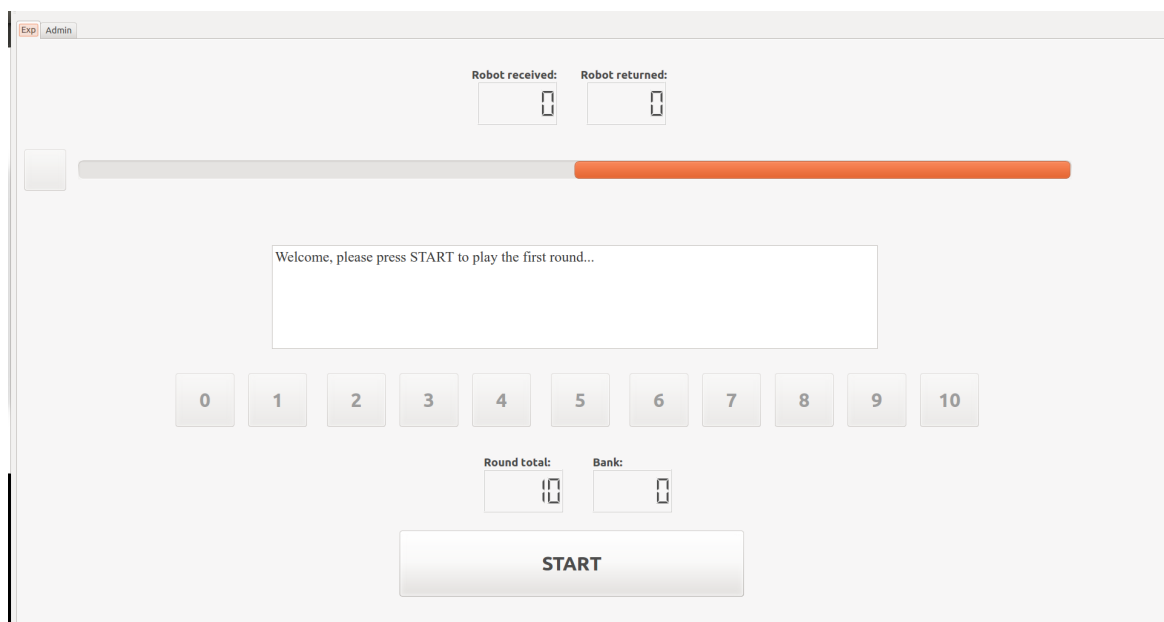 Exp Admin
Robot received: Robot returned:
0 0
Welcome, please press START to play the first round...
0 1 2 3 4 5 6 7 8 9 10
Round total: Bank:
10 0
START